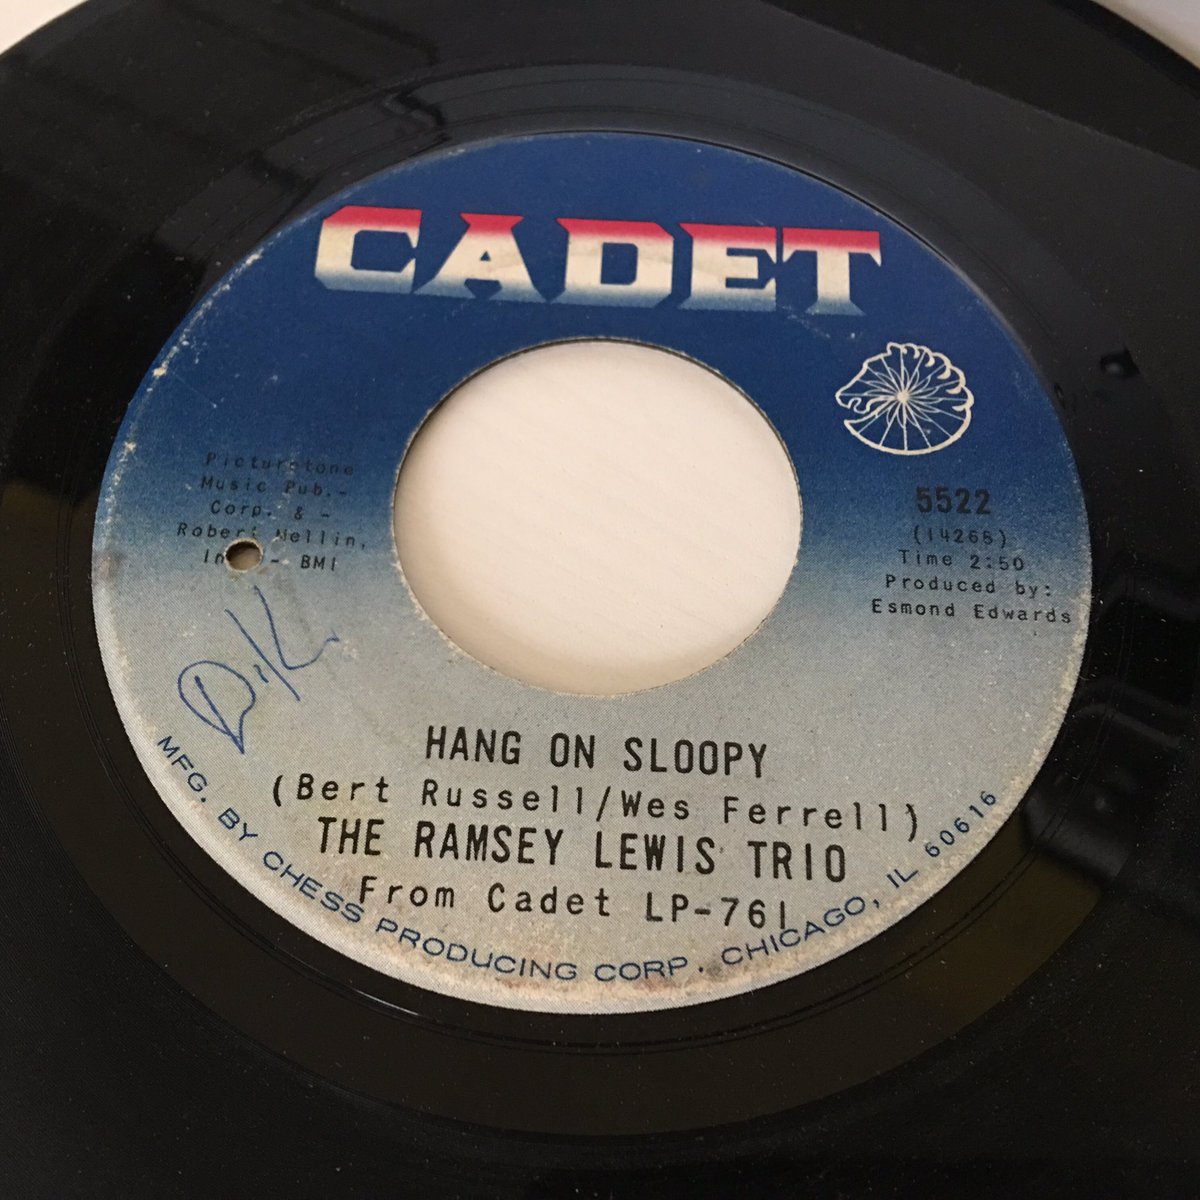 CADET
Picturetone
Music Pub. -
Corp. & -
Robert Mellin,
In - BMI
5522
(14268)
Time 2:50
Produced by:
Esmond Edwards
HANG ON SLOOPY
(Bert Russell/Wes Ferrell)
THE RAMSEY LEWIS TRIO
From Cadet LP-761
MFG. BY CHESS PRODUCING CORP. CHICAGO, IL 60616